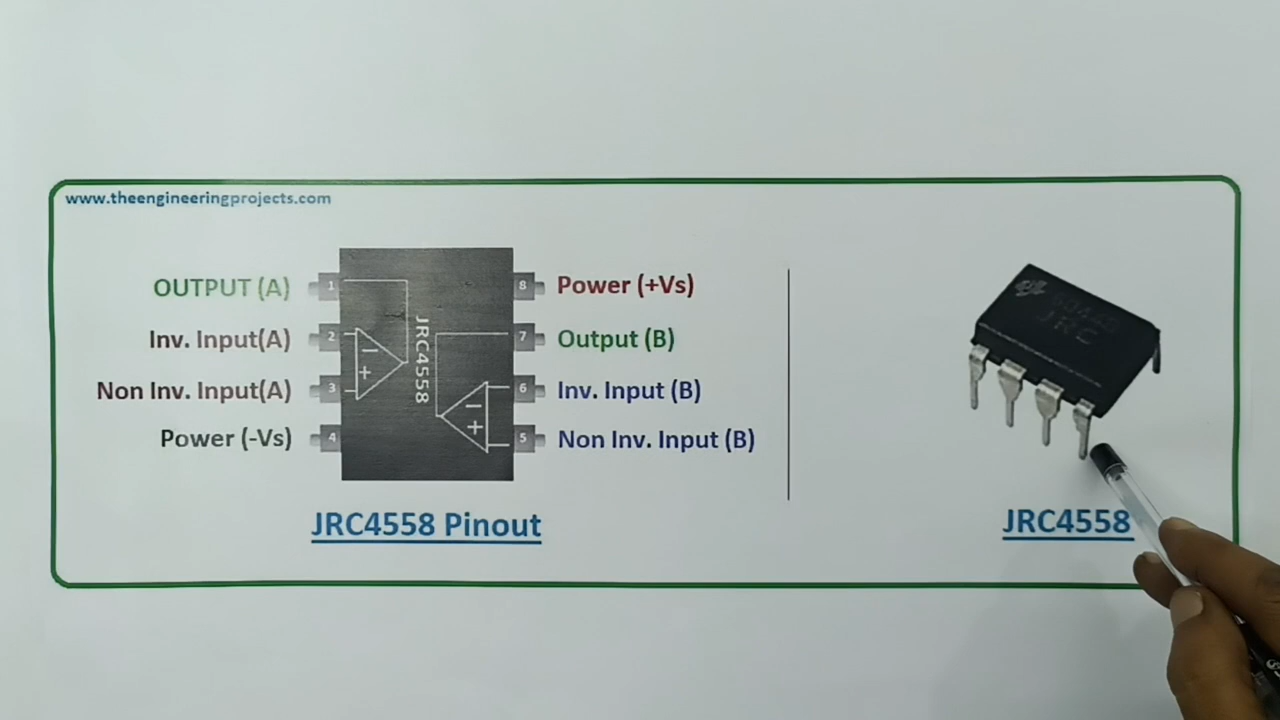 www.theengineeringprojects.com
OUTPUT (A)
Inv. Input(A)
Non Inv. Input(A)
Power (-Vs)
1
2
3
4
JRC4558
8
7
6
5
Power (+Vs)
Output (B)
Inv. Input (B)
Non Inv. Input (B)
JRC4558 Pinout
JRC
JRC4558